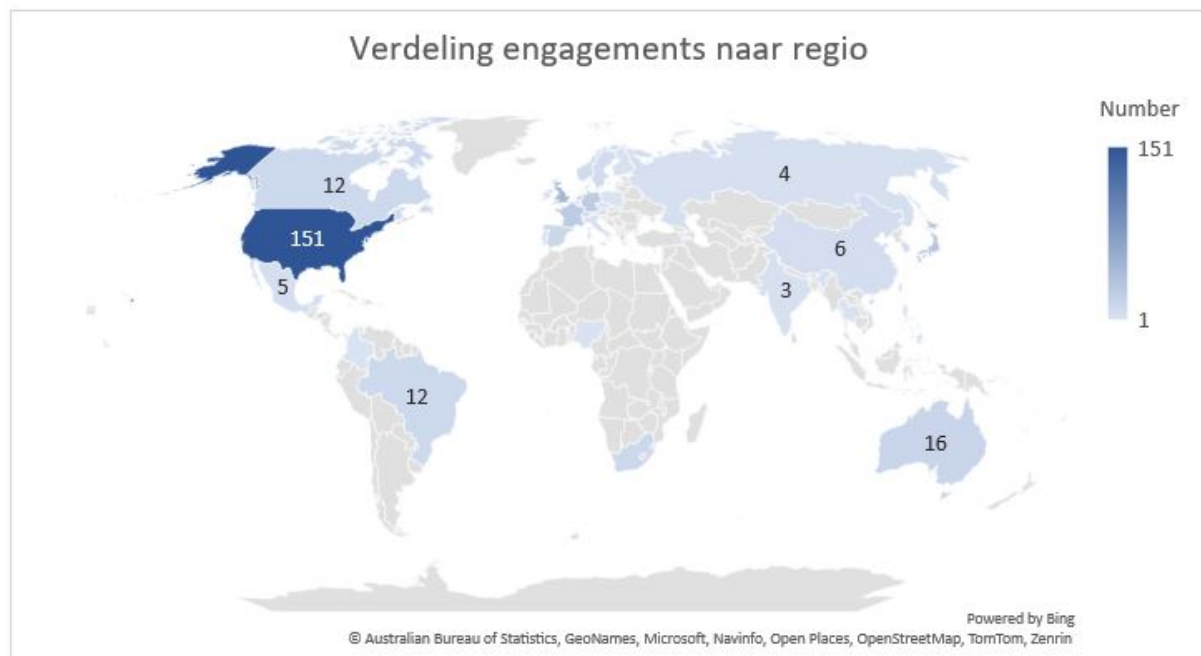 Verdeling engagements naar regio
Number
151
1
12
151
5
12
4
6
3
16
Powered by Bing
© Australian Bureau of Statistics, GeoNames, Microsoft, Navinfo, Open Places, OpenStreetMap, TomTom, Zenrin